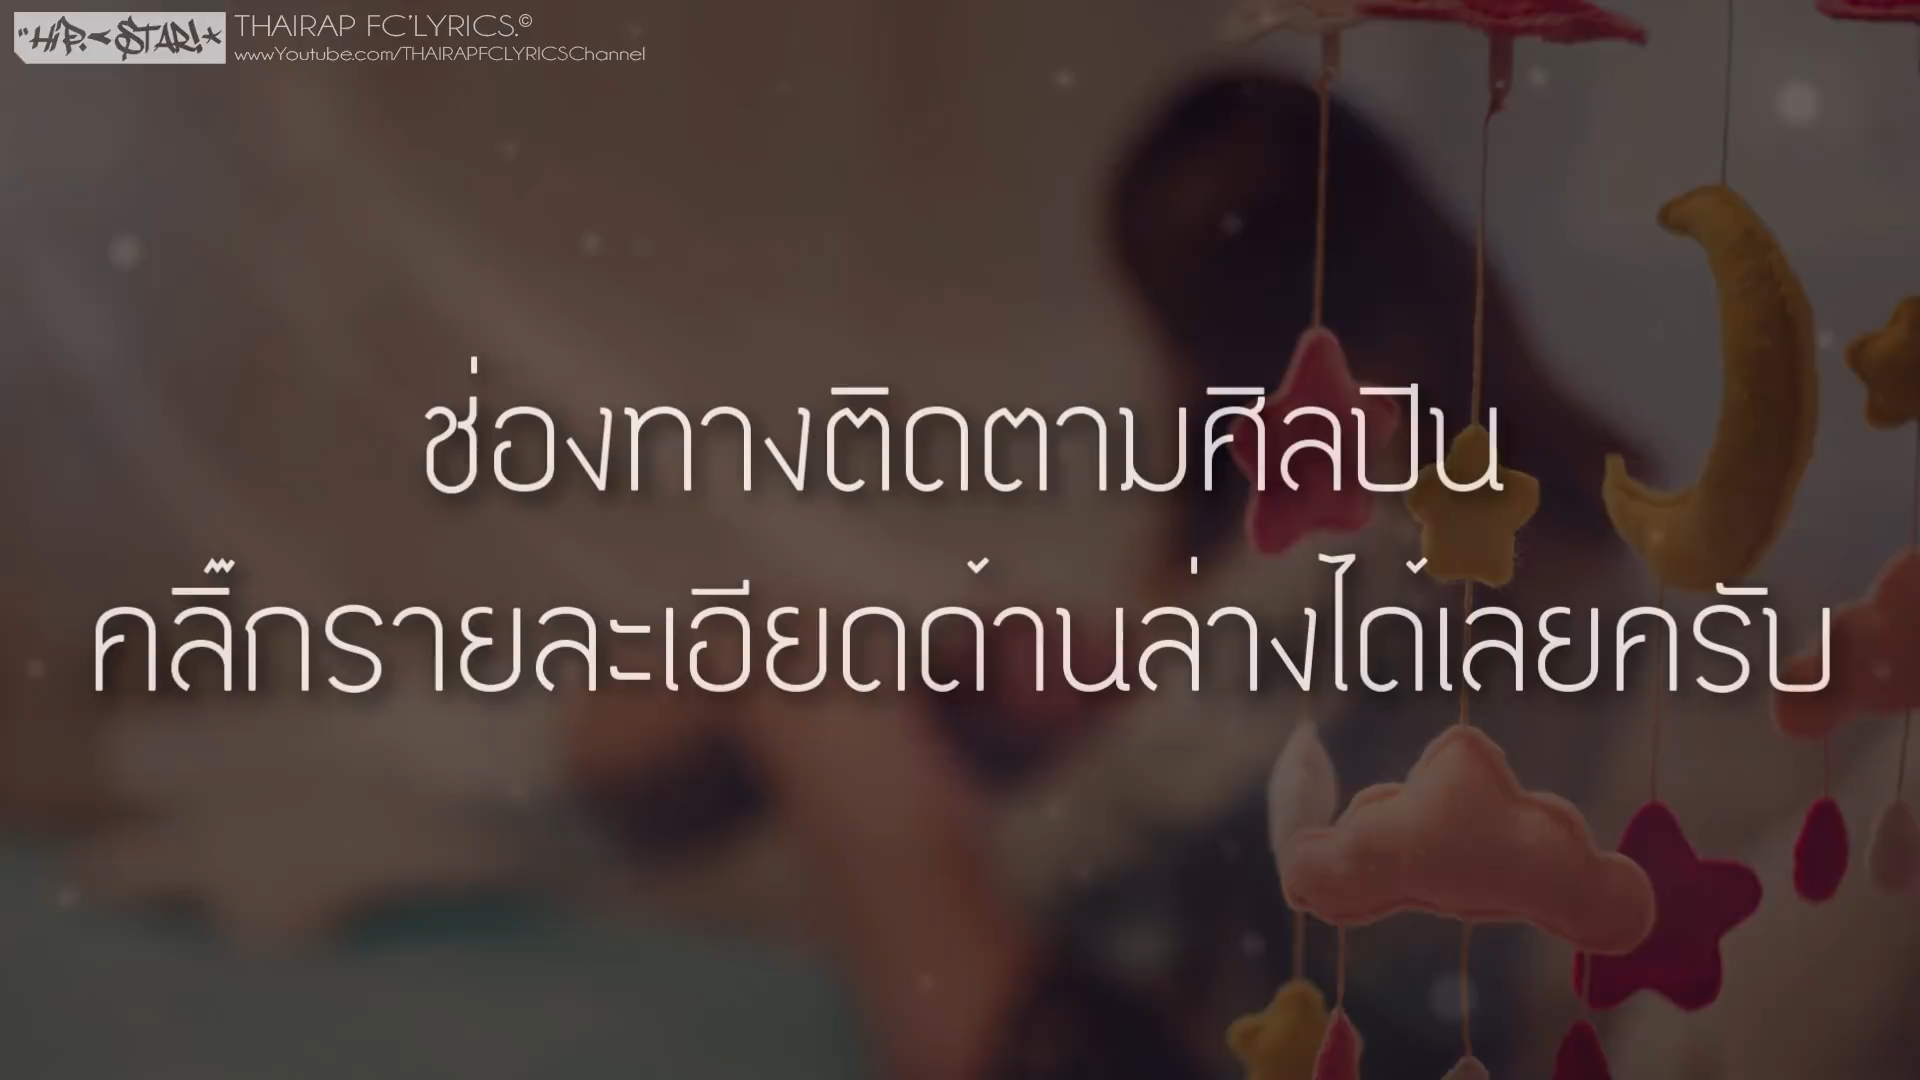 "HIP-STAR!*
THAIRAP FC'LYRICS.©
www.Youtube.com/THAIRAPFCLYRICSChannel
ช่องทางติดตามศิลปิน
คลิ๊กรายละเอียดด้านล่างได้เลยครับ